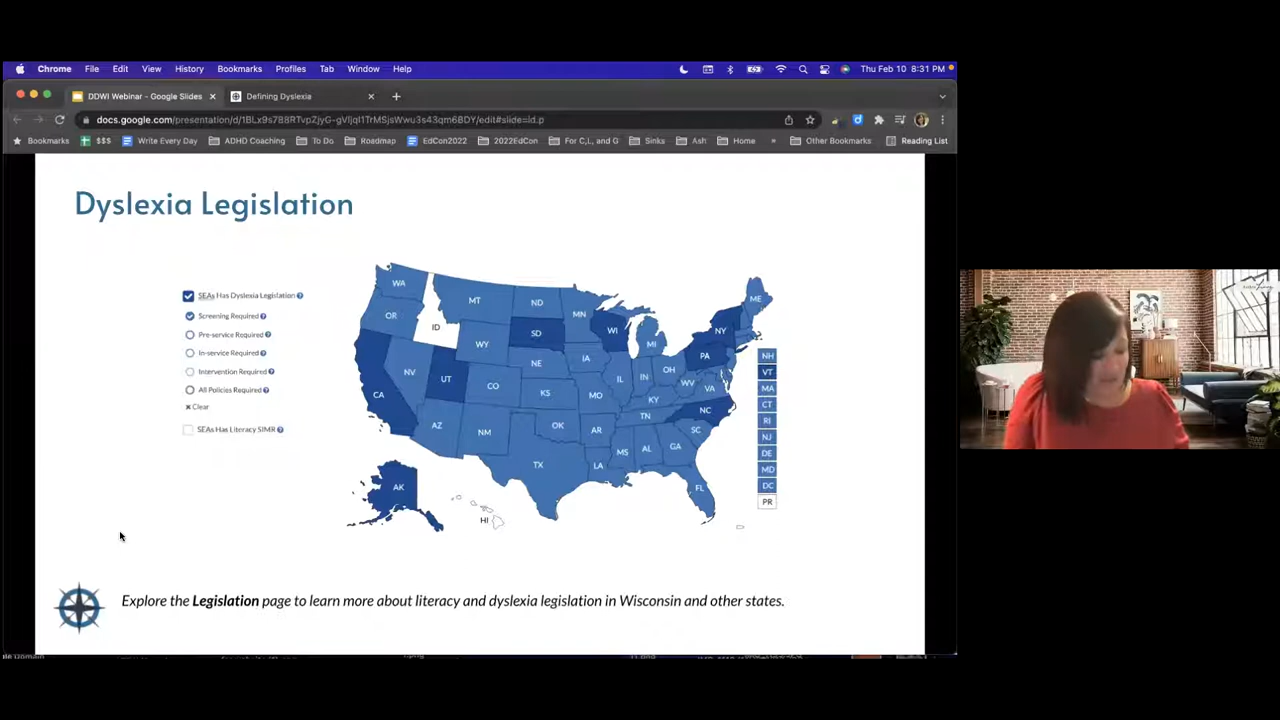 Chrome File Edit View History Bookmarks Profiles Tab Window Help Thu Feb 10 8:31 PM
DDWI Webinar - Google Slides Defining Dyslexia
Bookmarks $$$ Write Every Day ADHD Coaching To Do Roadmap EdCon2022 2022EdCon For C,L, and G Sinks Ash Home » Other Bookmarks Reading List
Dyslexia Legislation
SEAs Has Dyslexia Legislation
Screening Required
Pre-service Required
In-service Required
Intervention Required
All Policies Required
Clear
SEAs Has Literacy SIMR
WA MT ND MN ME
OR ID SD WI MI NY
WY NE IA PA
NV UT CO IL IN OH
CA KS MO KY WV VA
AZ NM OK AR TN NC
TX LA MS AL GA SC
AK HI FL
NH
VT
MA
CT
RI
NJ
DE
MD
DC
PR
Explore the Legislation page to learn more about literacy and dyslexia legislation in Wisconsin and other states.